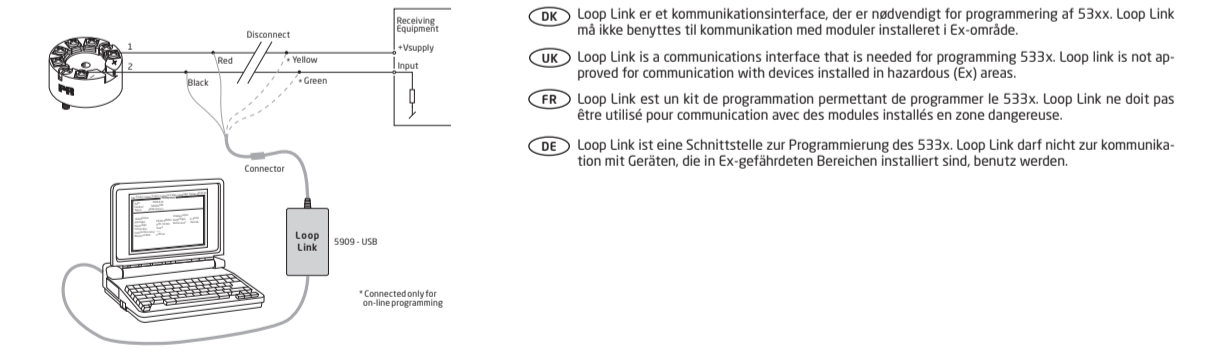 Receiving
Equipment
+Vsupply
Input
Disconnect
1
2
Red
* Yellow
Black
* Green
PR
Connector
Loop
Link
5909 - USB
* Connected only for
on-line programming
DK Loop Link er et kommunikationsinterface, der er nødvendigt for programmering af 53xx. Loop Link
må ikke benyttes til kommunikation med moduler installeret i Ex-område.
UK Loop Link is a communications interface that is needed for programming 533x. Loop link is not ap-
proved for communication with devices installed in hazardous (Ex) areas.
FR Loop Link est un kit de programmation permettant de programmer le 533x. Loop Link ne doit pas
être utilisé pour communication avec des modules installés en zone dangereuse.
DE Loop Link ist eine Schnittstelle zur Programmierung des 533x. Loop Link darf nicht zur kommunika-
tion mit Geräten, die in Ex-gefährdeten Bereichen installiert sind, benutz werden.